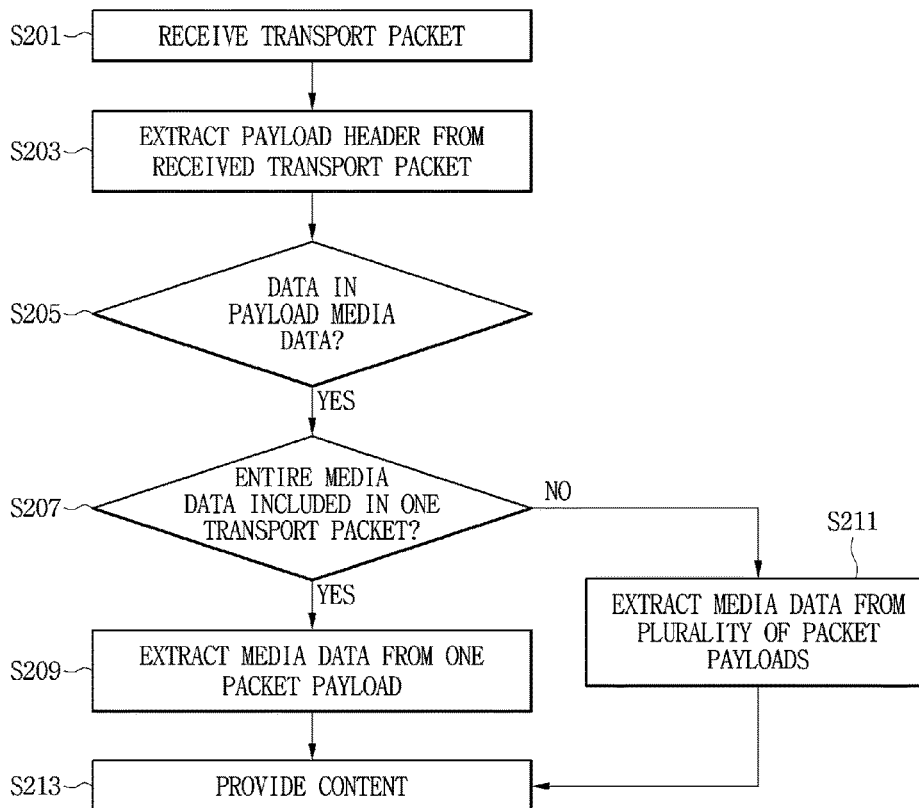 S201
RECEIVE TRANSPORT PACKET
S203
EXTRACT PAYLOAD HEADER FROM
RECEIVED TRANSPORT PACKET
S205
DATA IN
PAYLOAD MEDIA
DATA?
YES
S207
ENTIRE MEDIA
DATA INCLUDED IN ONE
TRANSPORT PACKET?
NO
YES
S211
EXTRACT MEDIA DATA FROM
PLURALITY OF PACKET
PAYLOADS
S209
EXTRACT MEDIA DATA FROM ONE
PACKET PAYLOAD
S213
PROVIDE CONTENT